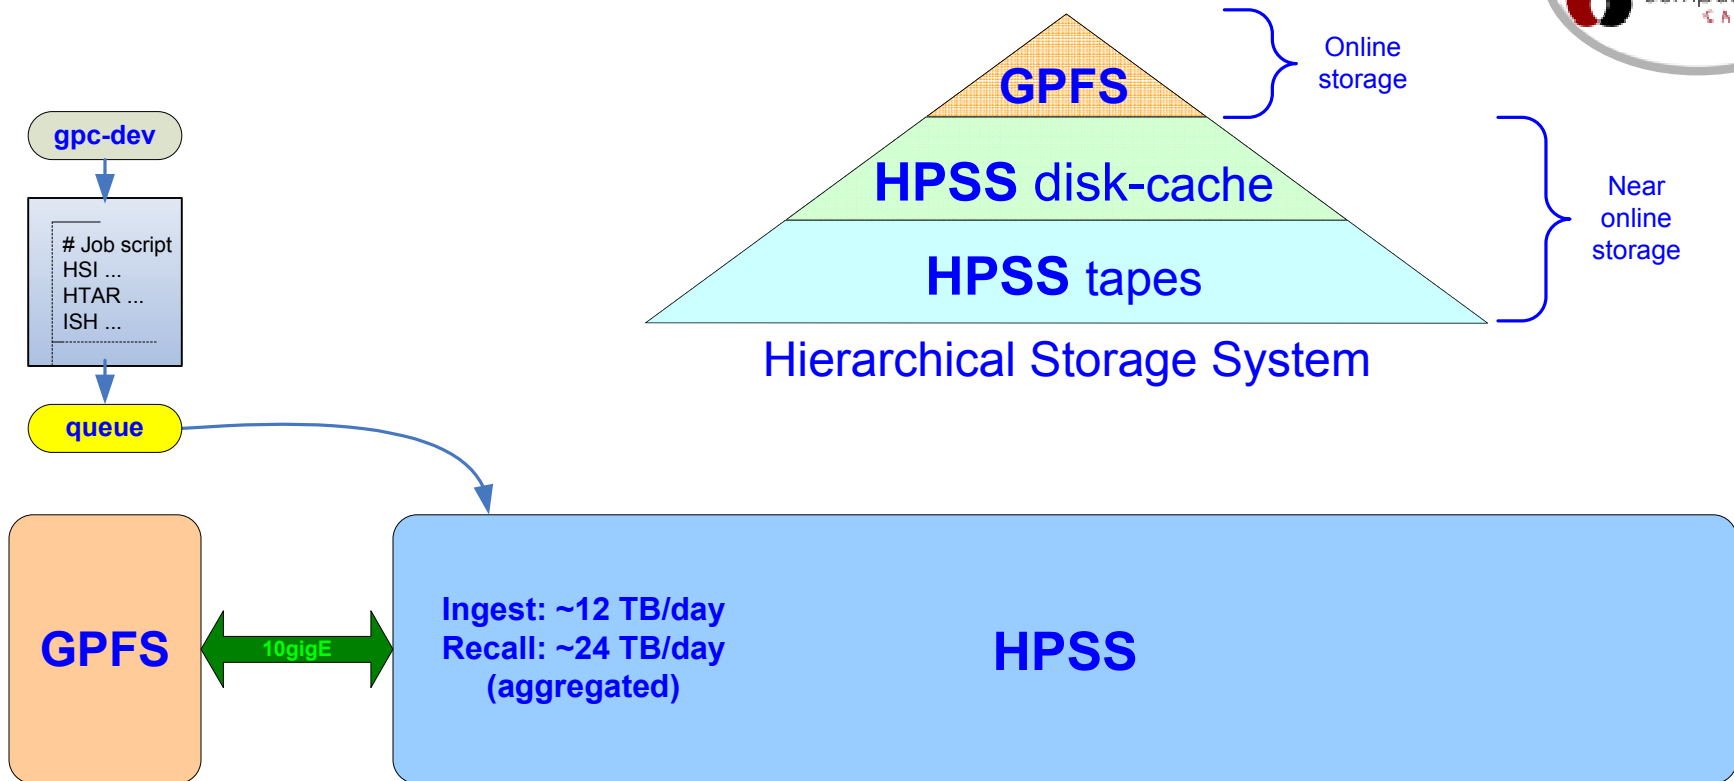 gpc-dev
# Job script
HSI ...
HTAR ...
ISH ...
queue
GPFS
HPSS disk-cache
HPSS tapes
Hierarchical Storage System
Online
storage
Near
online
storage
GPFS
10gigE
Ingest: ~12 TB/day
Recall: ~24 TB/day
(aggregated)
HPSS